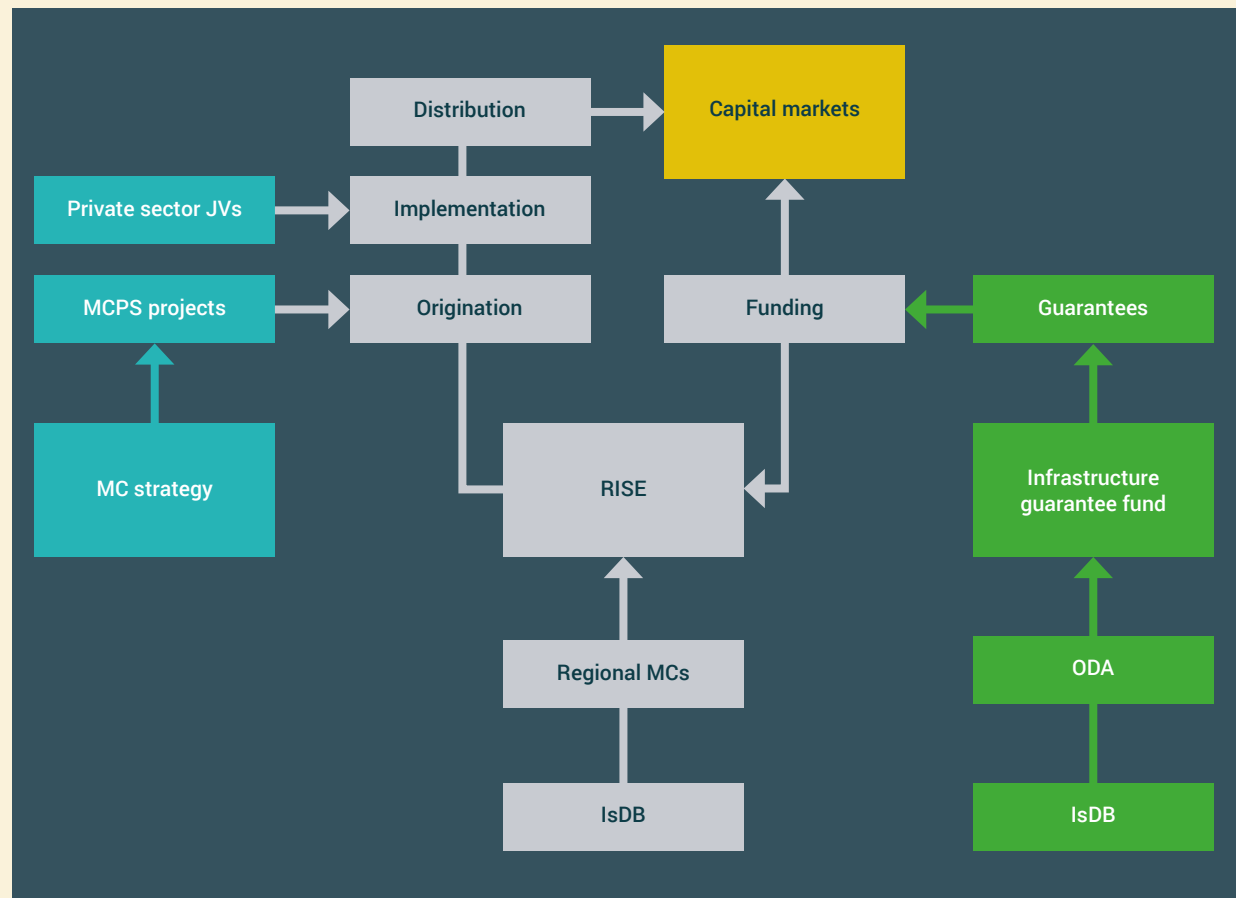 Distribution
Capital markets
Private sector JVs
Implementation
MCPS projects
Origination
Funding
Guarantees
MC strategy
RISE
Infrastructure
guarantee fund
Regional MCs
ODA
IsDB
IsDB